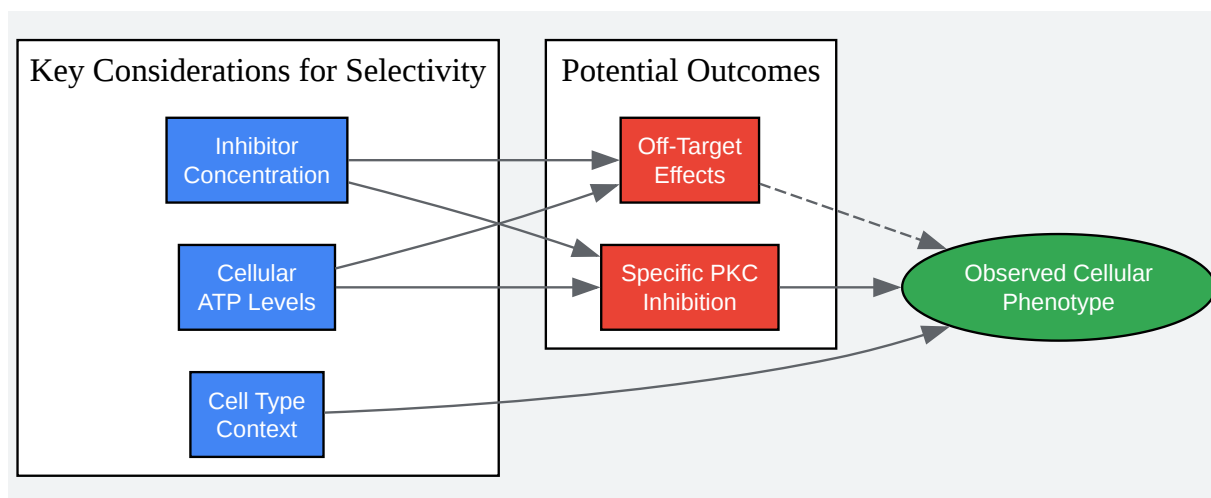 Key Considerations for Selectivity
Inhibitor
Concentration
Cellular
ATP Levels
Cell Type
Context
Potential Outcomes
Off-Target
Effects
Specific PKC
Inhibition
Observed Cellular
Phenotype